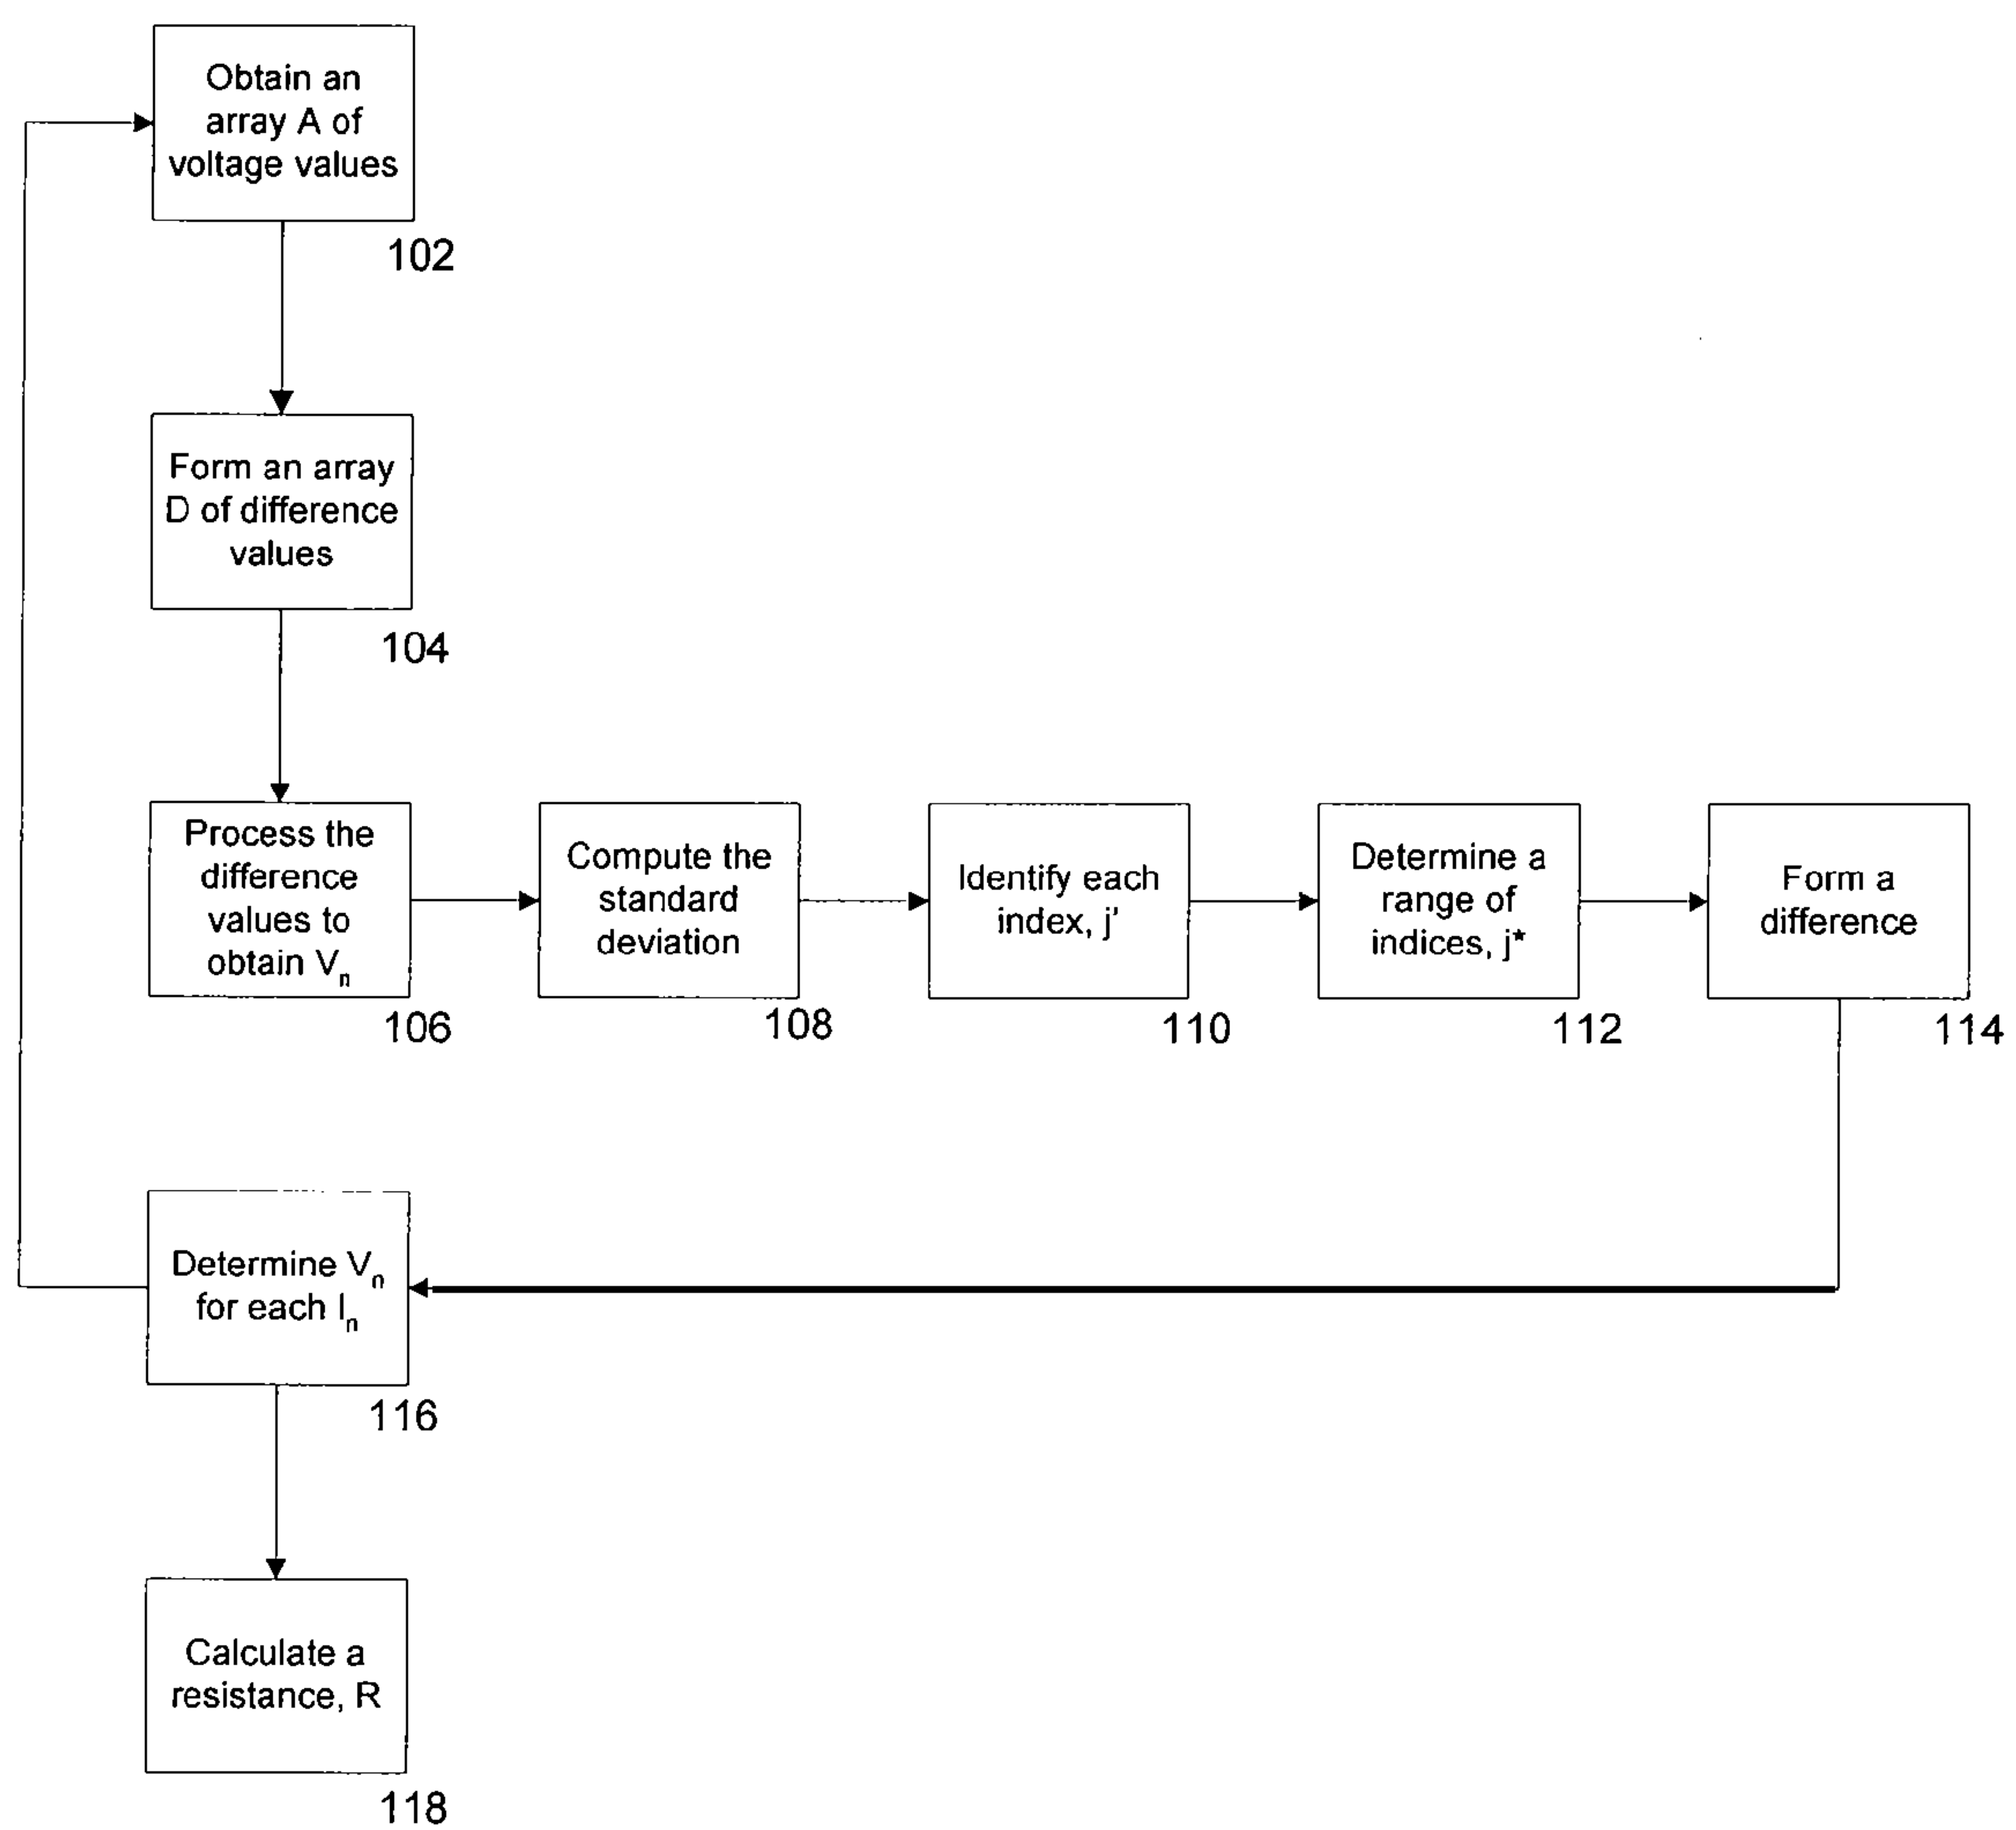 Obtain an
array A of
voltage values
102
Form an array
D of difference
values
104
Process the
difference
values to
obtain Vn
106
Compute the
standard
deviation
108
Identify each
index, j'
110
Determine a
range of
indices, j*
112
Form a
difference
114
Determine Vn
for each In
116
Calculate a
resistance, R
118